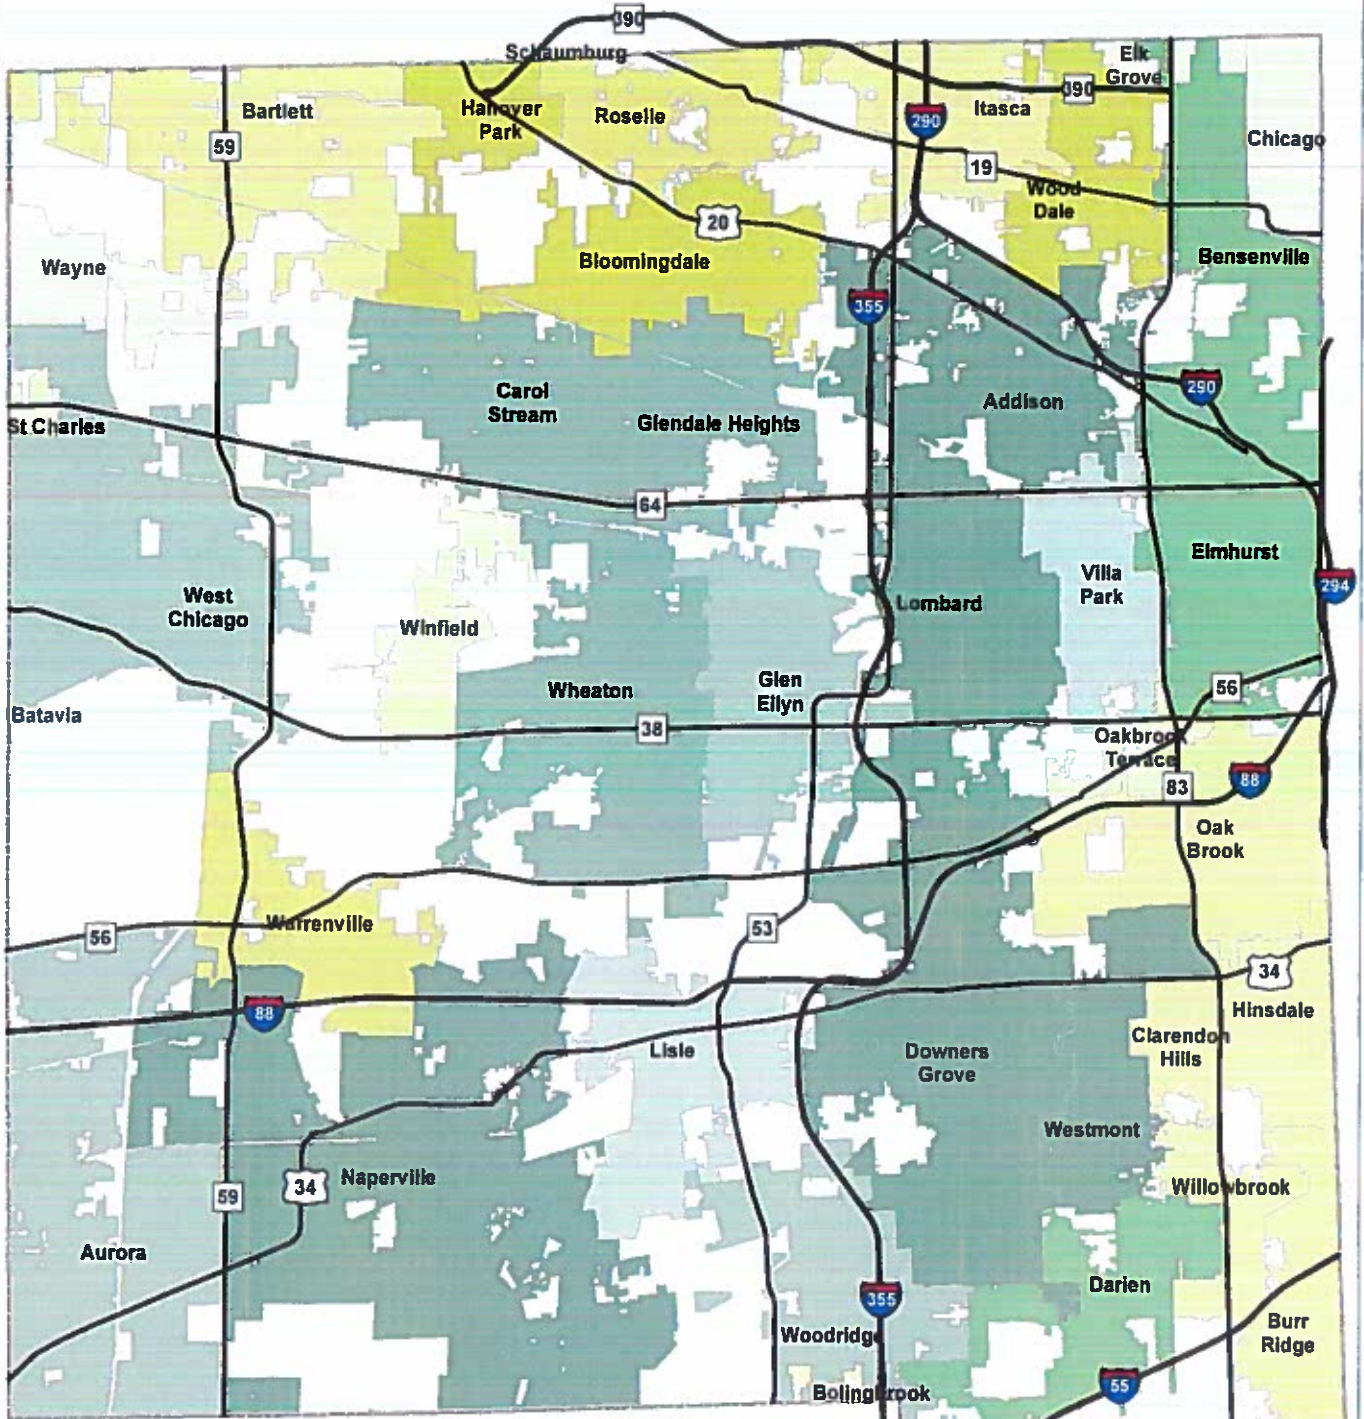 390
Schaumburg
Elk
Grove
390
Bartlett
Hanover
Park
Roselle
Itasca
290
59
Chicago
19
Wood
Dale
20
Wayne
Bloomingdale
Bensenville
355
Carol
Stream
290
Addison
St Charles
Glendale Heights
64
Elmhurst
Villa
Park
294
West
Chicago
Lombard
Winfield
Wheaton
Glen
Ellyn
56
Batavia
38
Oakbrook
Terrace
88
83
Oak
Brook
Warrenville
56
53
34
88
Hinsdale
Lisle
Downers
Grove
Clarendon
Hills
Westmont
Naperville
34
59
Willowbrook
Aurora
Darien
355
Woodridge
Burr
Ridge
55
Bolingbrook